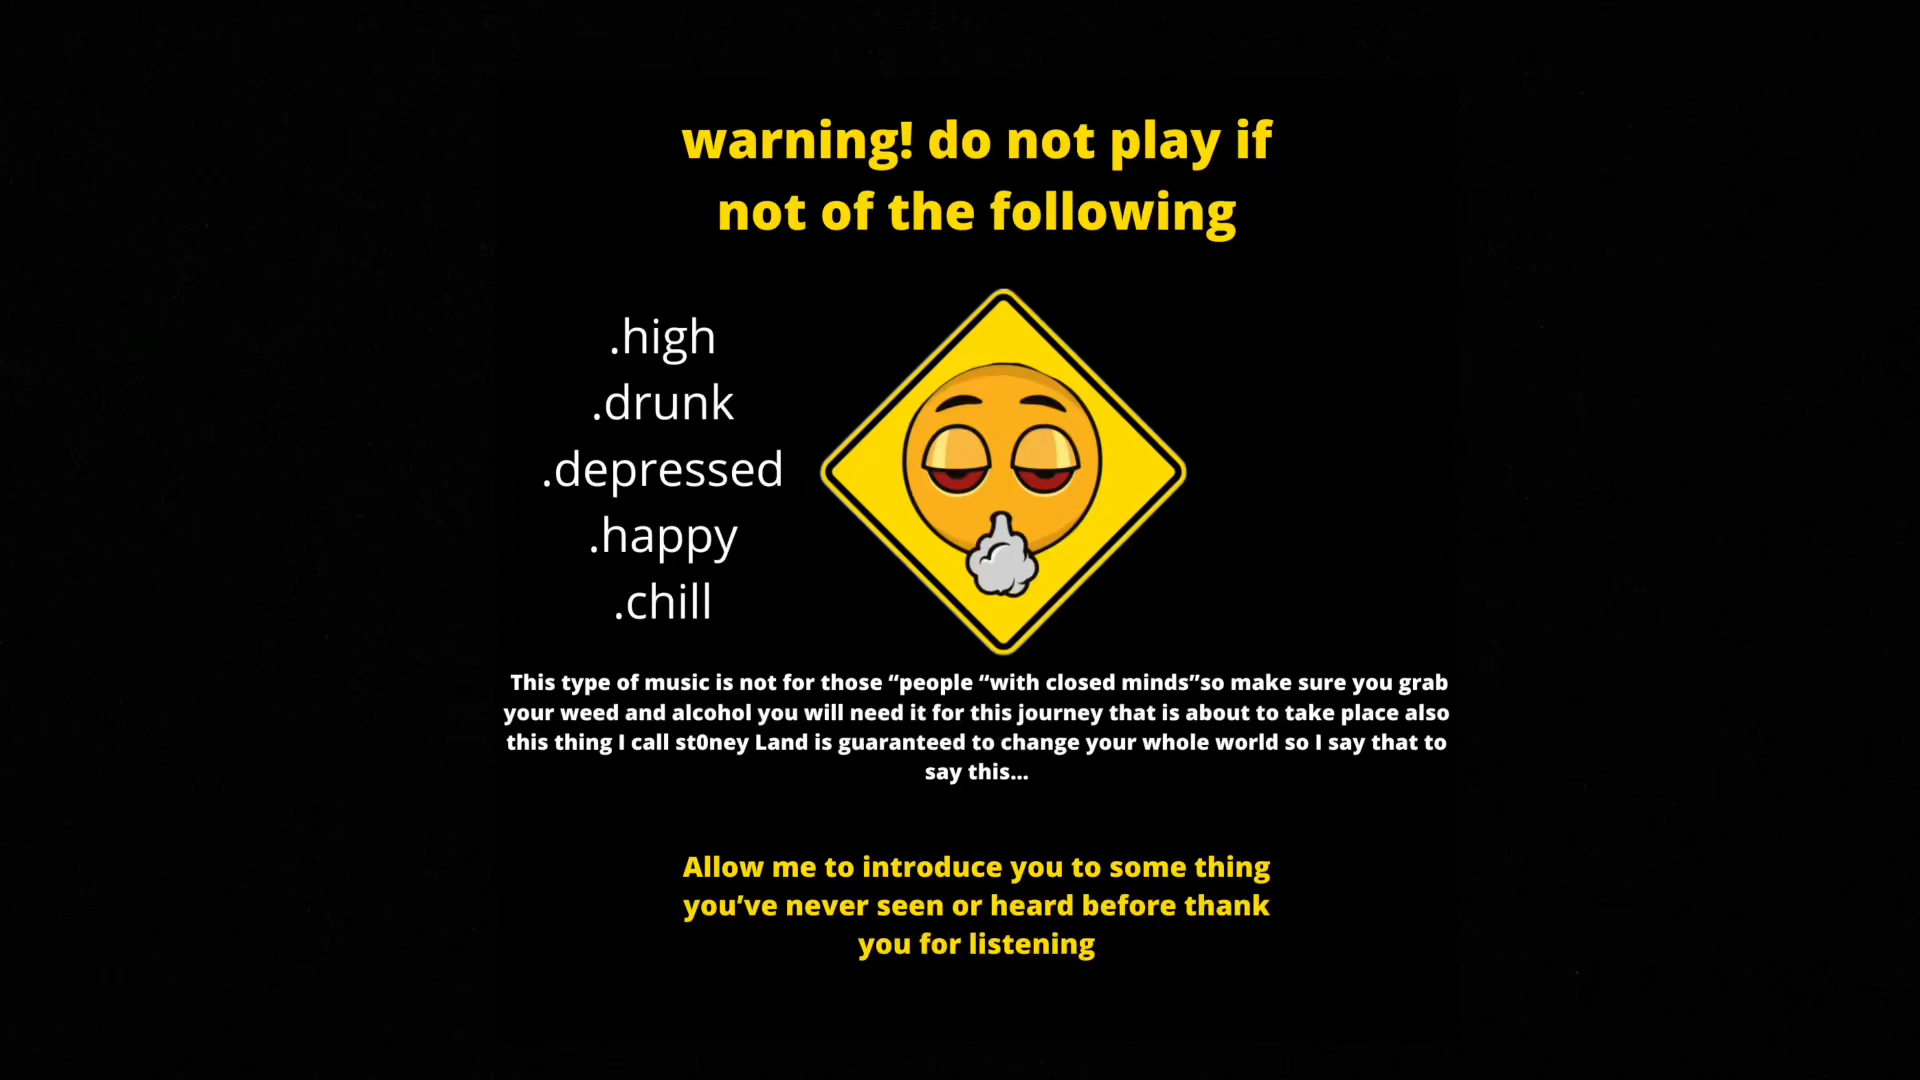 warning! do not play if
not of the following
.high
.drunk
.depressed
.happy
.chill
This type of music is not for those “people “with closed minds”so make sure you grab
your weed and alcohol you will need it for this journey that is about to take place also
this thing I call st0ney Land is guaranteed to change your whole world so I say that to
say this...
Allow me to introduce you to some thing
you’ve never seen or heard before thank
you for listening